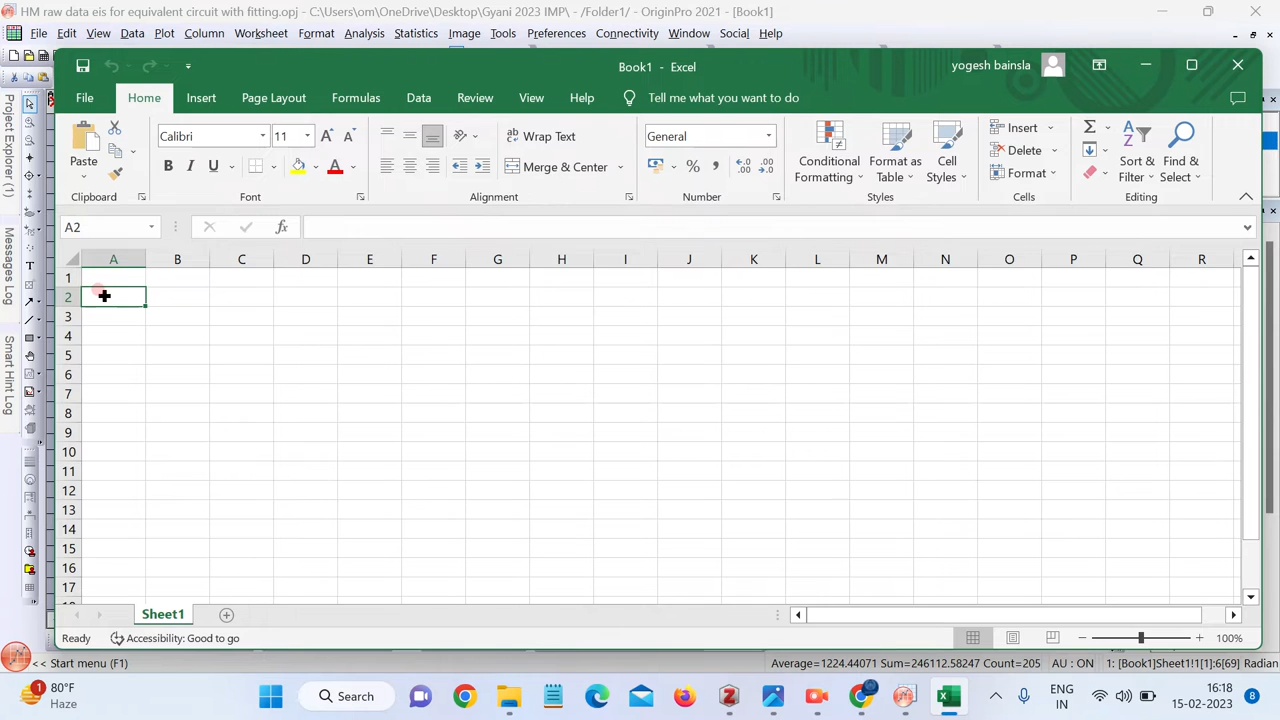 HM raw data eis for equivalent circuit with fitting.opj - C:\Users\om\OneDrive\Desktop\Gyani 2023 IMP\ - /Folder1/ - OriginPro 2021 - [Book1]
File Edit View Data Plot Column Worksheet Format Analysis Statistics Image Tools Preferences Connectivity Window Social Help
Book1 - Excel
yogesh bainsla
File Home Insert Page Layout Formulas Data Review View Help Tell me what you want to do
Paste
Calibri 11
Wrap Text
General
Merge & Center
Conditional Formatting
Format as Table
Cell Styles
Insert
Delete
Format
Sort & Filter
Find & Select
Clipboard Font Alignment Number Styles Cells Editing
A2 fx
A B C D E F G H I J K L M N O P Q R
1
2
3
4
5
6
7
8
9
10
11
12
13
14
15
16
17
Project Explorer (1)
Messages Log
Smart Hint Log
Sheet1
Ready Accessibility: Good to go 100%
<< Start menu (F1) Average=1224.44071 Sum=246112.58247 Count=205 AU : ON 1: [Book1]Sheet1!1[1]:6[69] Radian
80°F
Haze
Search
ENG
IN
16:18
15-02-2023